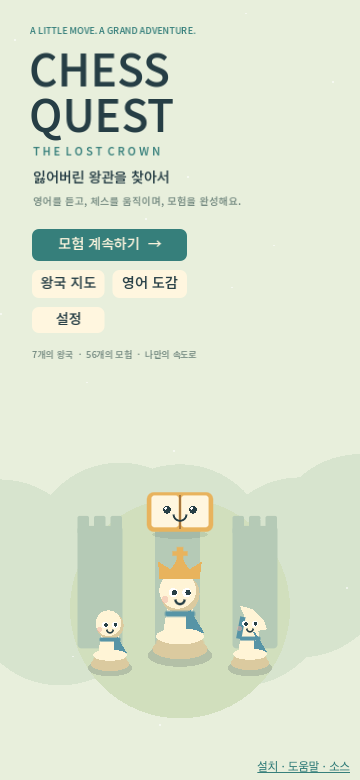 A LITTLE MOVE. A GRAND ADVENTURE.
CHESS
QUEST
THE LOST CROWN
잃어버린 왕관을 찾아서
영어를 듣고, 체스를 움직이며, 모험을 완성해요.
모험 계속하기 →
왕국 지도
영어 도감
설정
7개의 왕국 · 56개의 모험 · 나만의 속도로
설치 · 도움말 · 소스